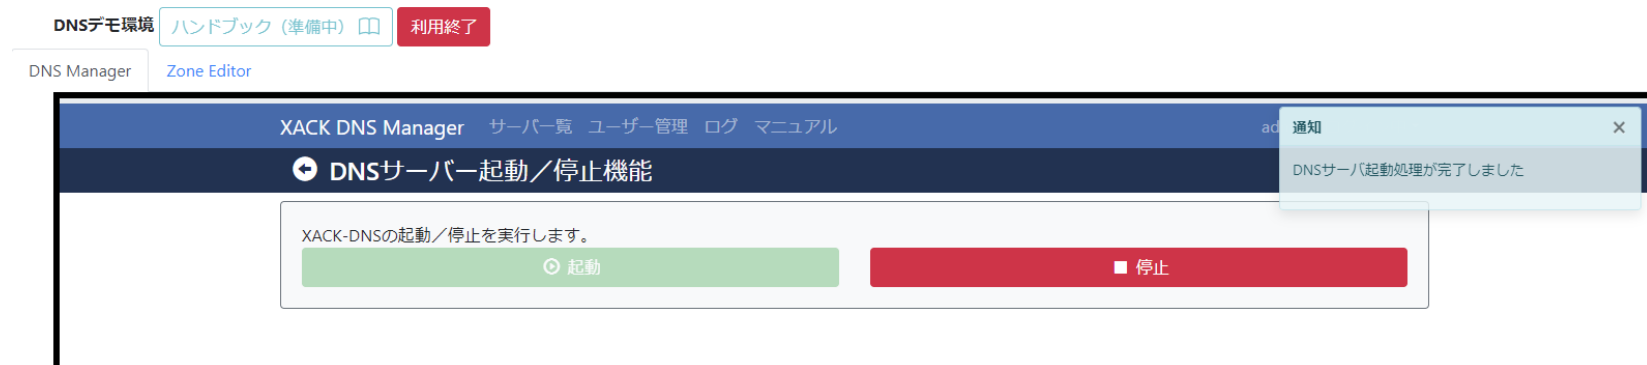 DNSデモ環境 ハンドブック（準備中） 利用終了
DNS Manager Zone Editor
XACK DNS Manager サーバ一覧 ユーザー管理 ログ マニュアル ad
通知
DNSサーバー起動／停止機能
DNSサーバ起動処理が完了しました
XACK-DNSの起動／停止を実行します。
起動 停止